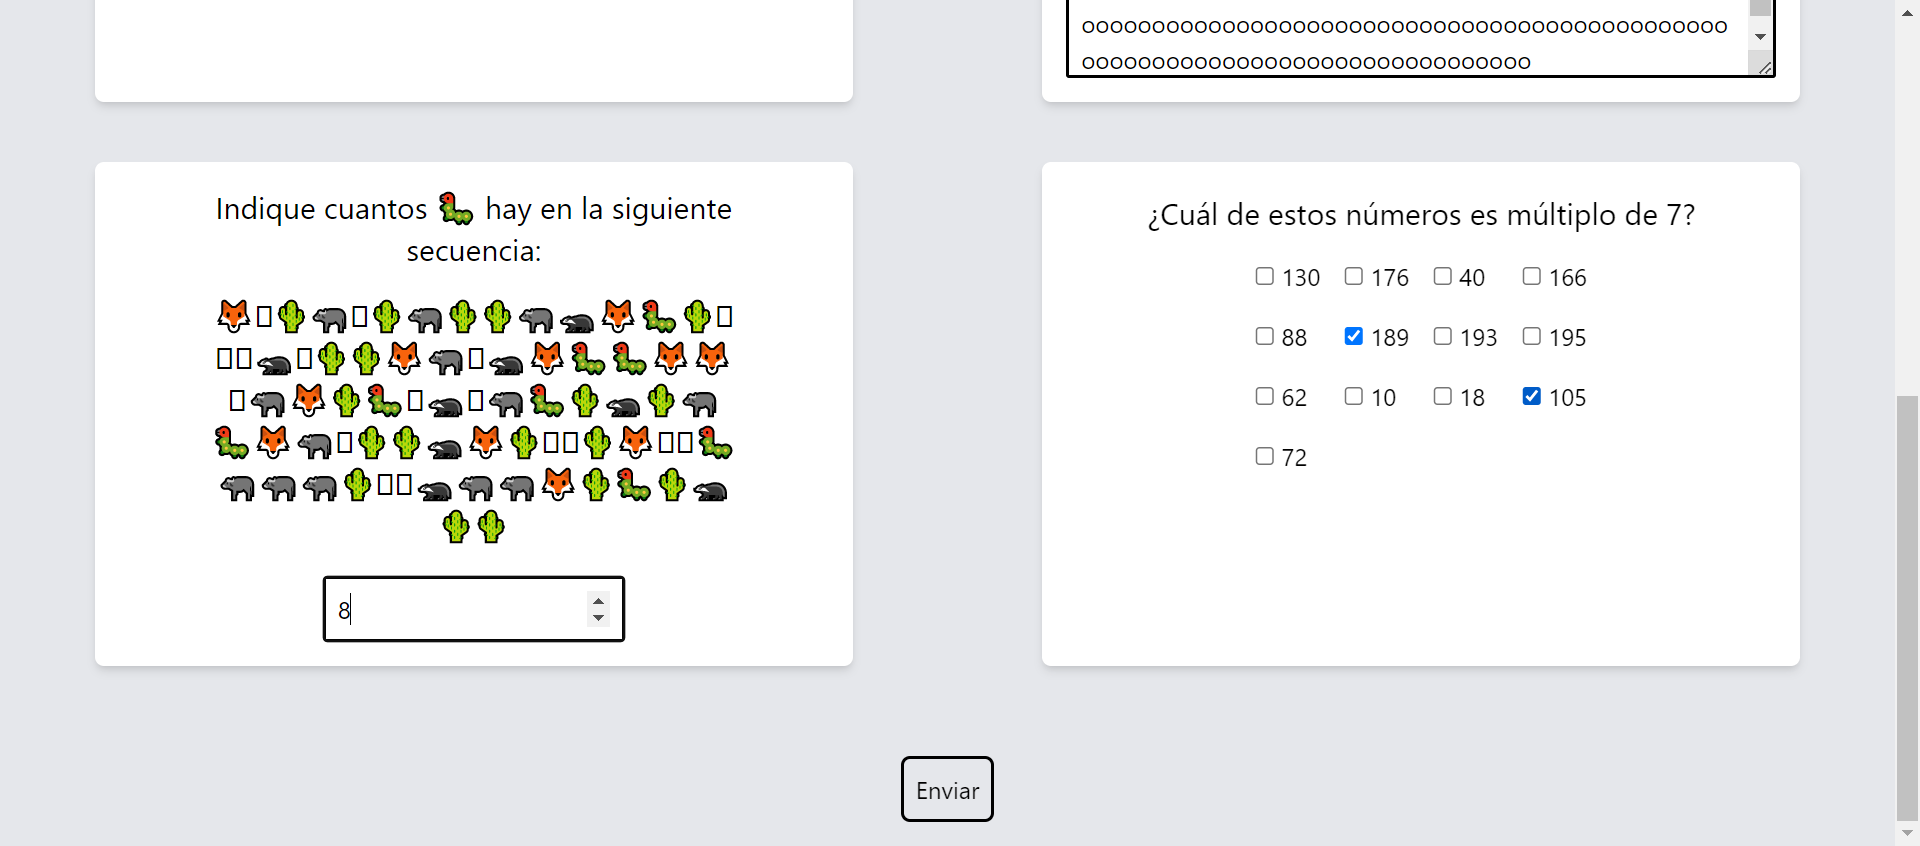 oooooooooooooooooooooooooooooooooooooooooooooo
oooooooooooooooooooooooooooooooo
Indique cuantos 🐛 hay en la siguiente
secuencia:
8
¿Cuál de estos números es múltiplo de 7?
130 176 40 166
88 189 193 195
62 10 18 105
72
Enviar